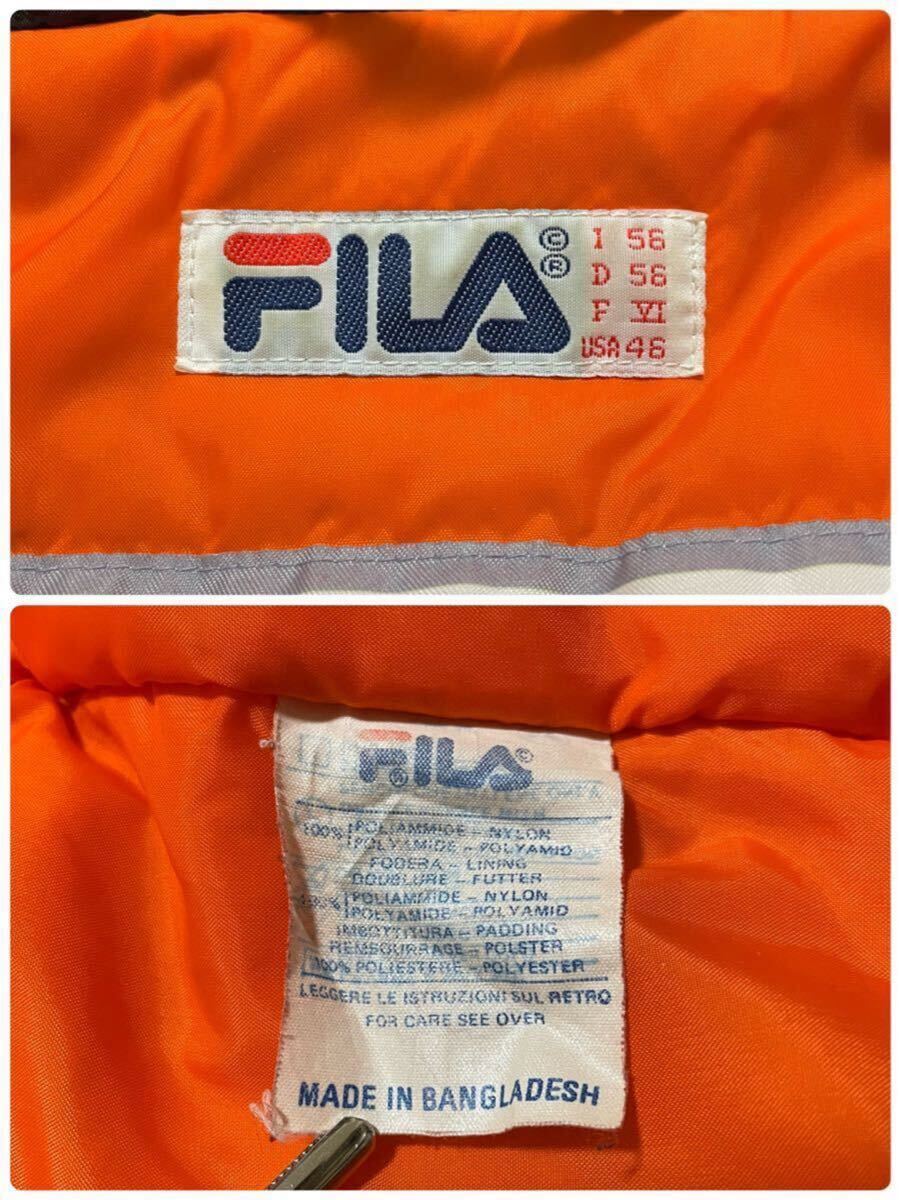 FILA © ®
I 56
D 56
F VI
USA 46
FILA © ®
100% POLIAMMIDE - NYLON
POLYAMIDE - POLYAMID
FODERA - LINING
DOUBLURE - FUTTER
POLIAMMIDE - NYLON
POLYAMIDE - POLYAMID
IMBOTTITURA - PADDING
REMBOURRAGE - POLSTER
100% POLIESTERE - POLYESTER
LEGGERE LE ISTRUZIONI SUL RETRO
FOR CARE SEE OVER
MADE IN BANGLADESH